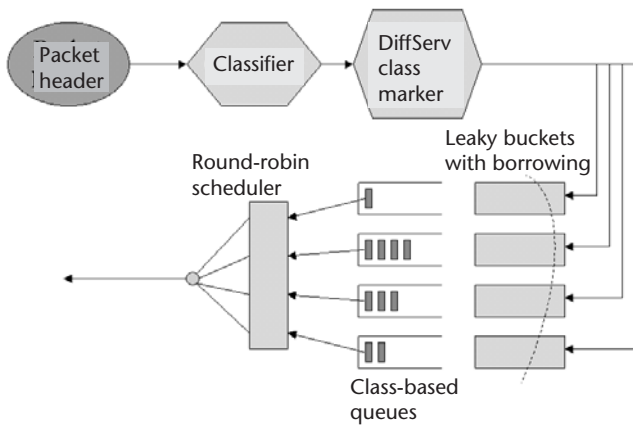 Packet
header
Classifier
DiffServ
class
marker
Leaky buckets
with borrowing
Round-robin
scheduler
Class-based
queues